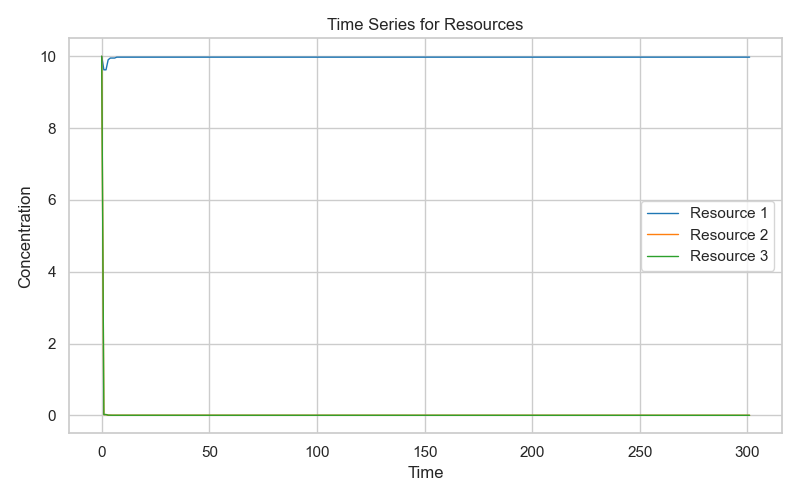 Time Series for Resources
Concentration
10
8
6
4
2
0
Resource 1
Resource 2
Resource 3
0 50 100 150 200 250 300
Time